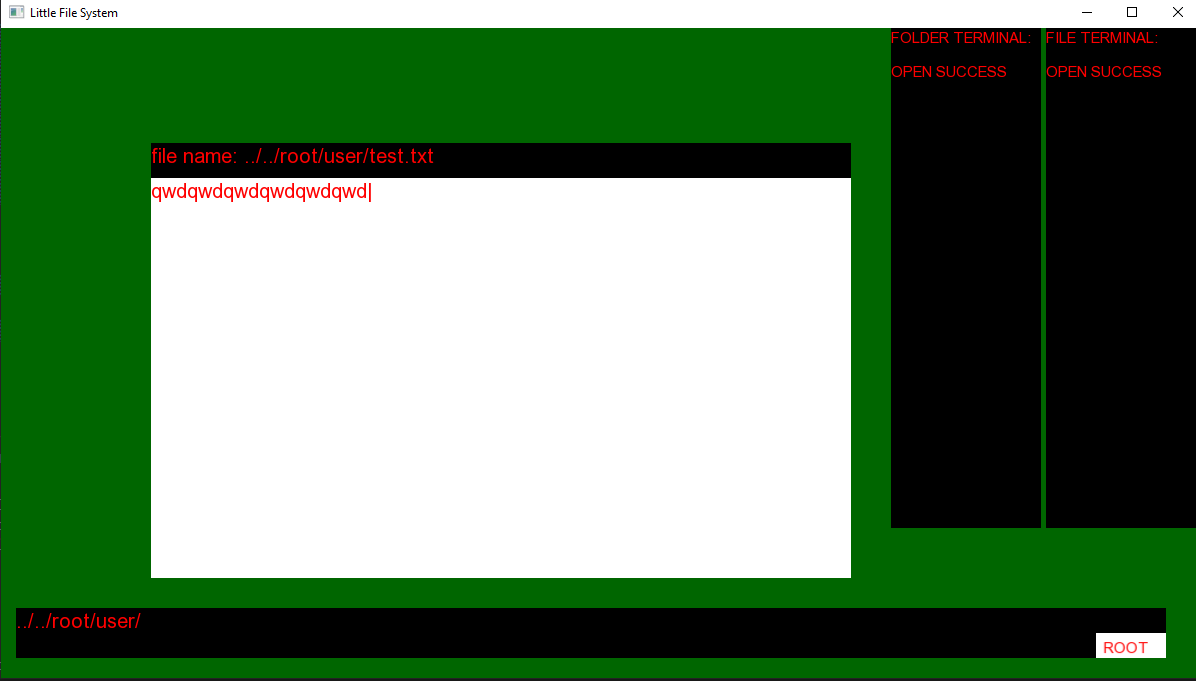 Little File System
FOLDER TERMINAL:
OPEN SUCCESS
FILE TERMINAL:
OPEN SUCCESS
file name: ../../root/user/test.txt
qwdqwdqwdqwdqwdqwd|
../../root/user/
ROOT